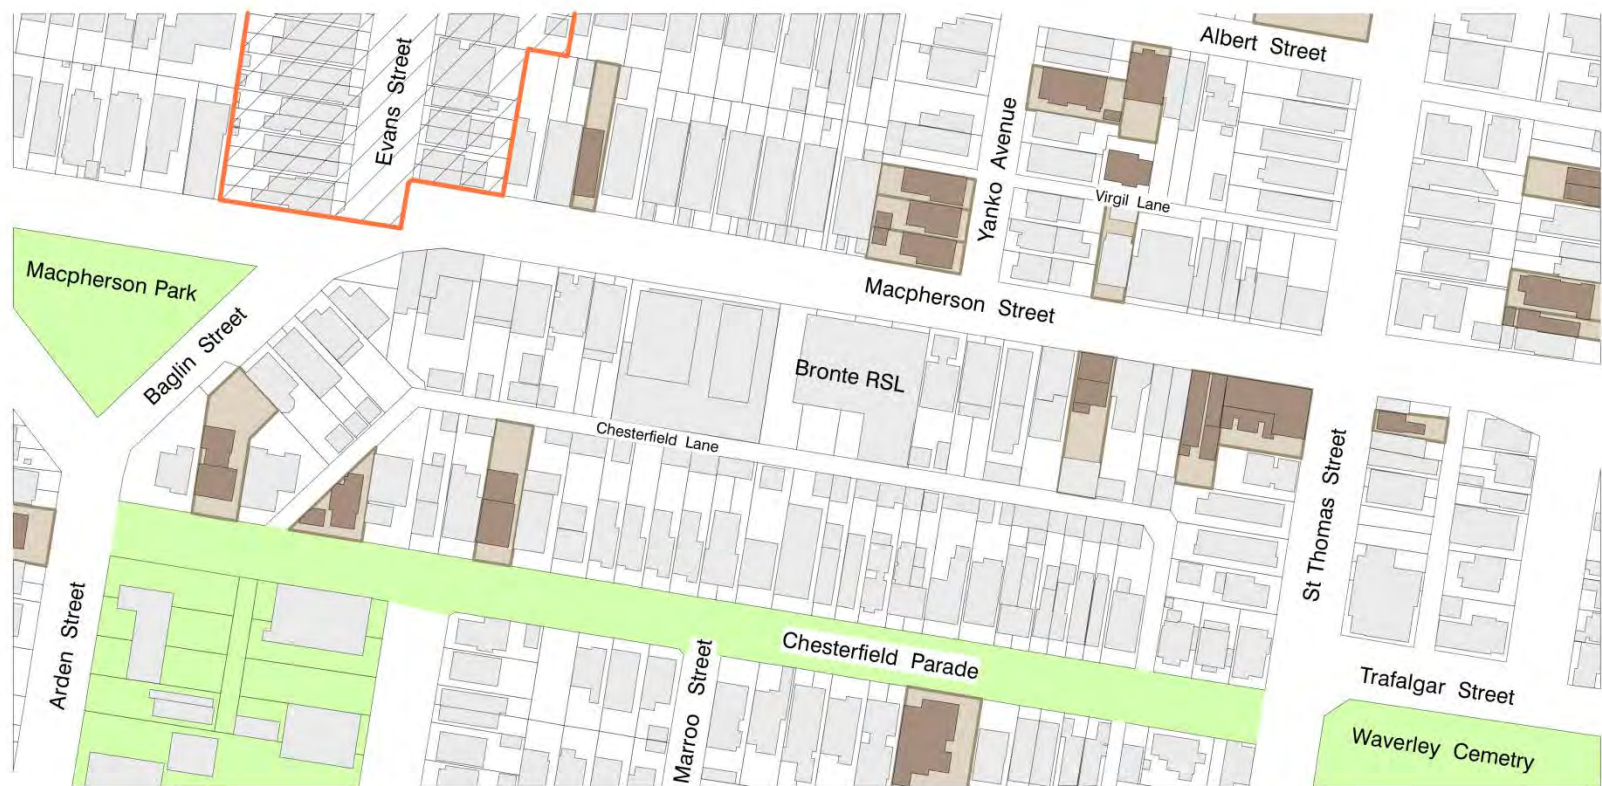 Albert Street
Evans Street
Yanko Avenue
Virgil Lane
Macpherson Park
Macpherson Street
Baglin Street
Bronte RSL
Chesterfield Lane
St Thomas Street
Arden Street
Chesterfield Parade
Marroo Street
Trafalgar Street
Waverley Cemetry